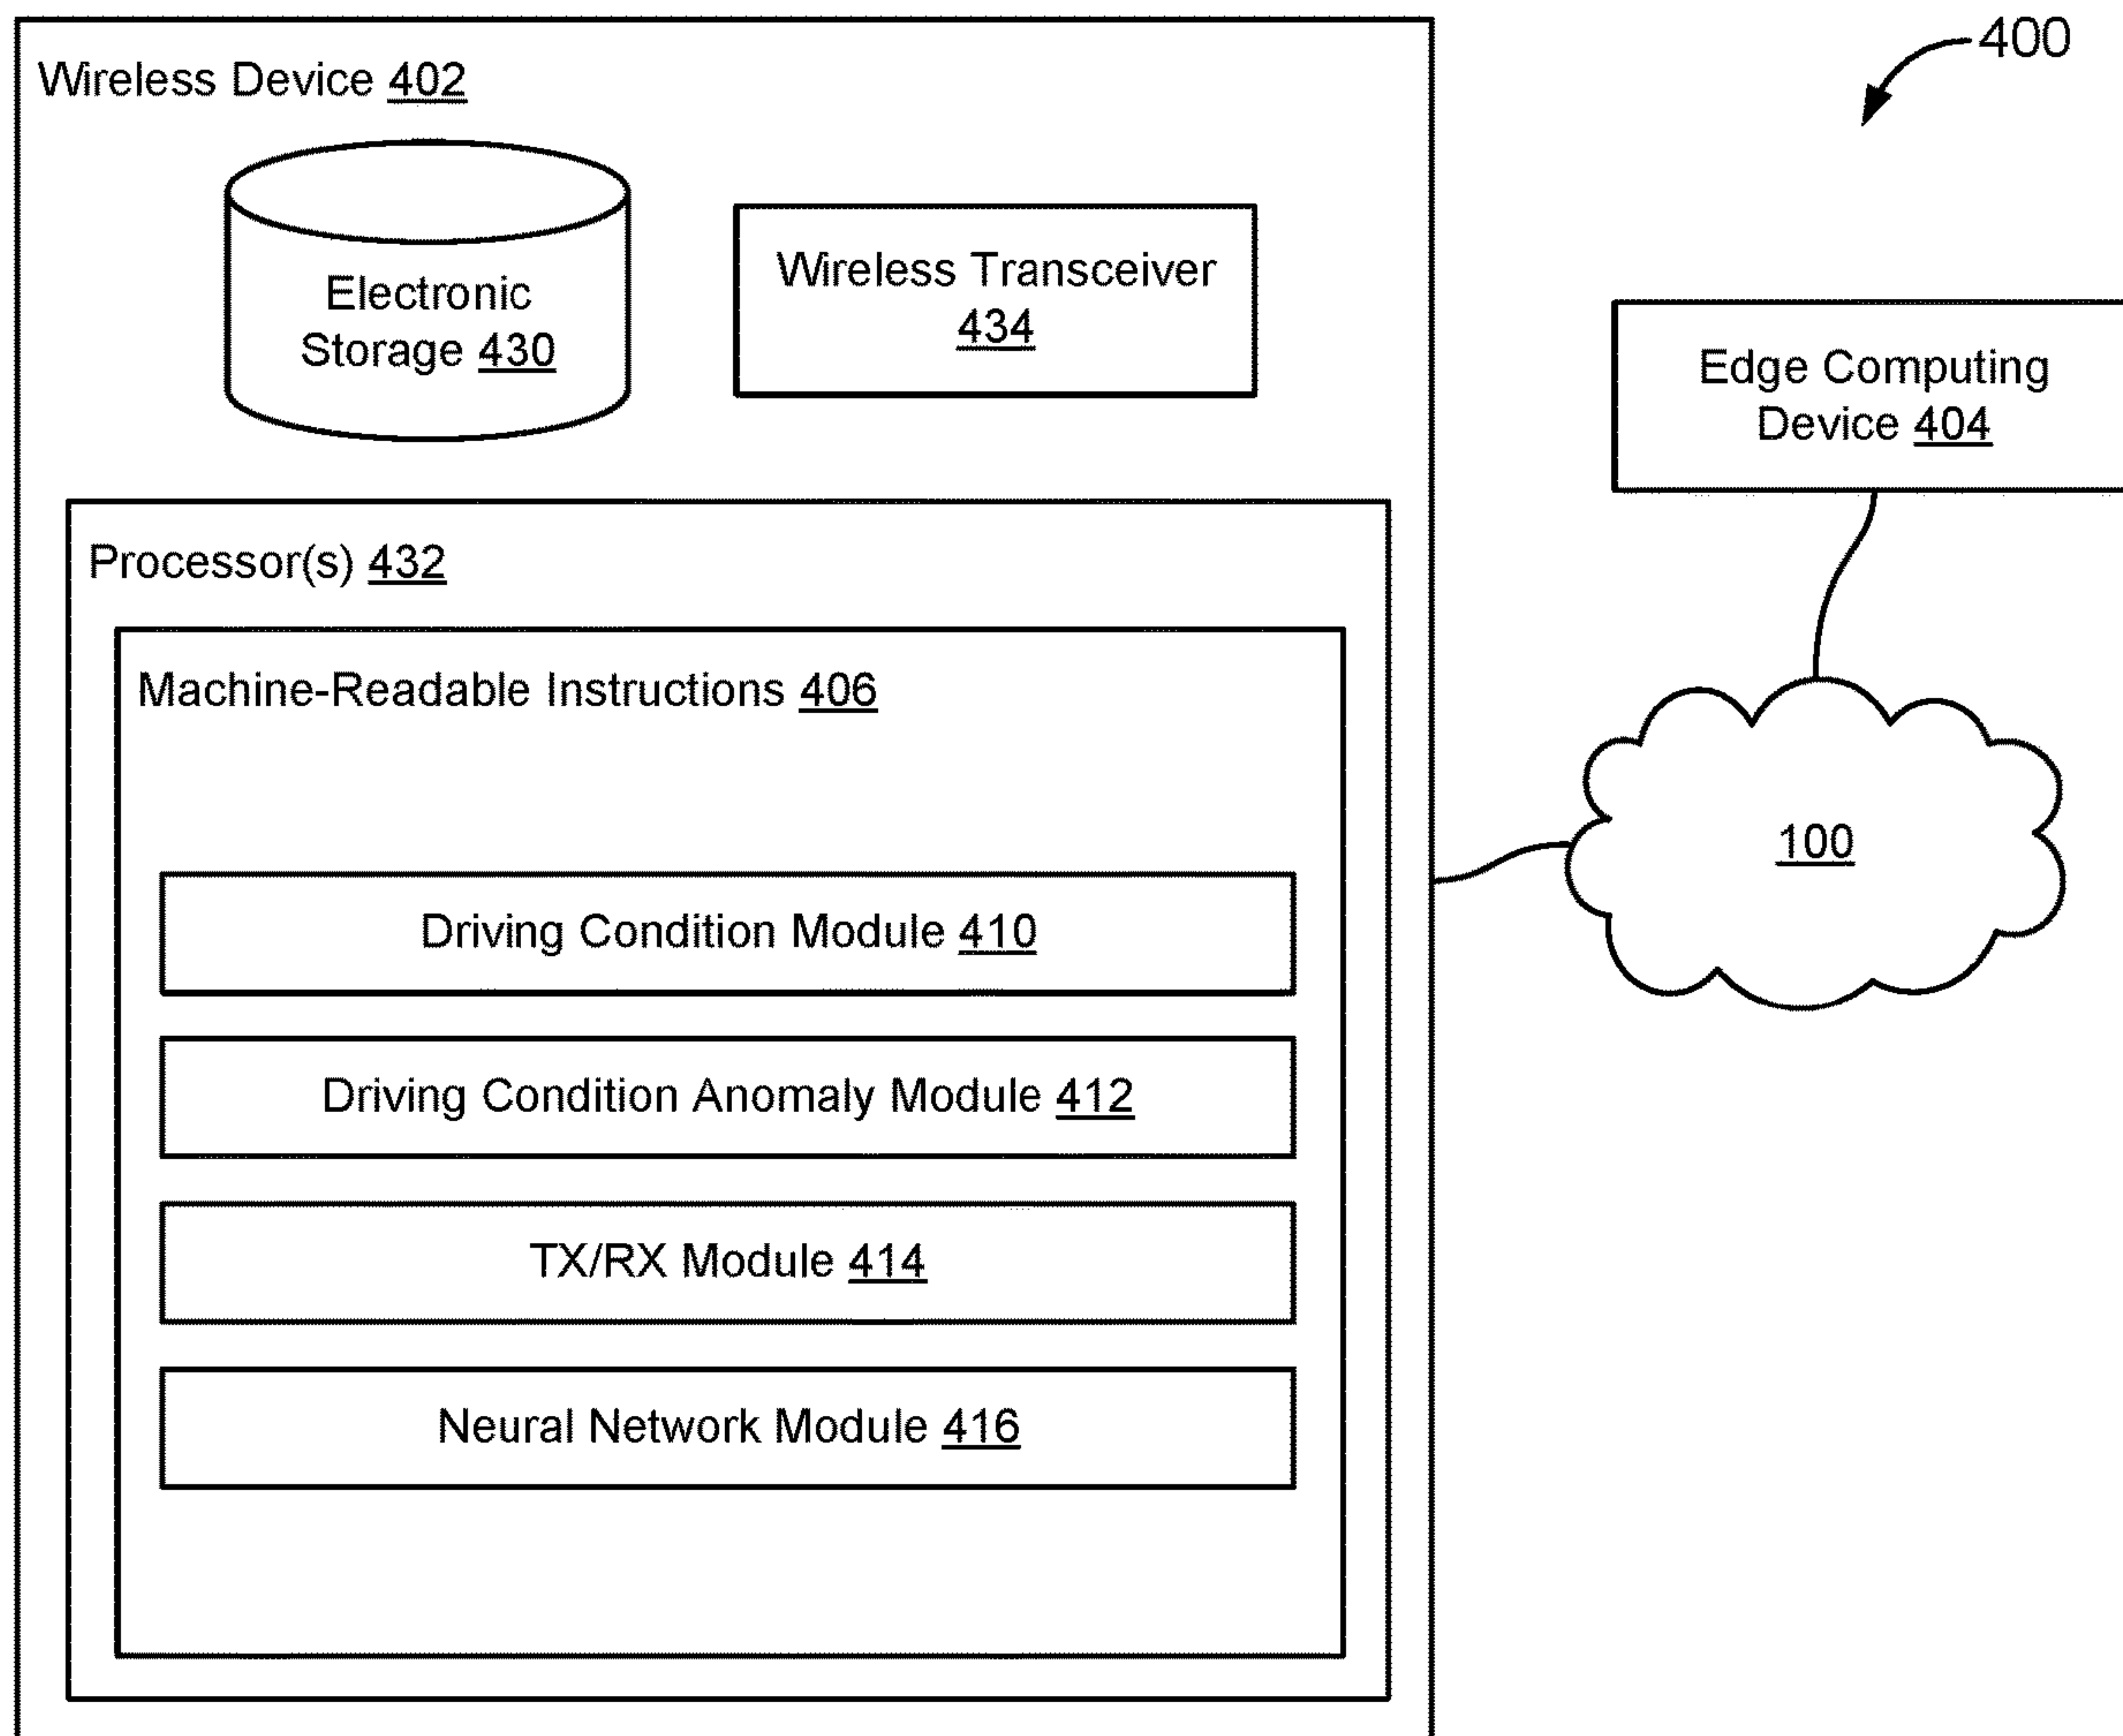 400
Wireless Device 402
Electronic
Storage 430
Wireless Transceiver
434
Edge Computing
Device 404
Processor(s) 432
Machine-Readable Instructions 406
100
Driving Condition Module 410
Driving Condition Anomaly Module 412
TX/RX Module 414
Neural Network Module 416